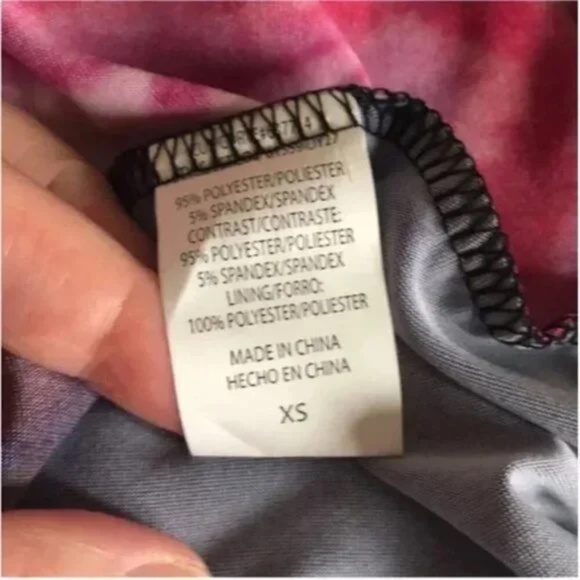 95% POLYESTER/POLIESTER
5% SPANDEX/SPANDEX
CONTRAST/CONTRASTE:
95% POLYESTER/POLIESTER
5% SPANDEX/SPANDEX
LINING/FORRO:
100% POLYESTER/POLIESTER
MADE IN CHINA
HECHO EN CHINA
XS